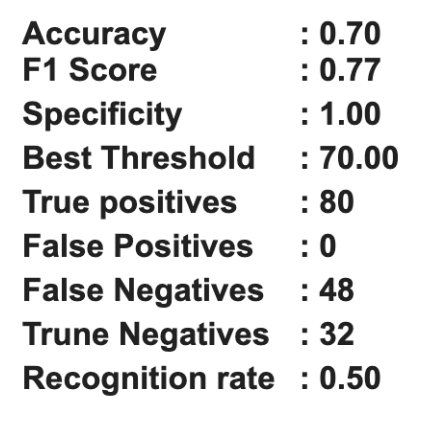 Accuracy : 0.70
F1 Score : 0.77
Specificity : 1.00
Best Threshold : 70.00
True positives : 80
False Positives : 0
False Negatives : 48
Trune Negatives : 32
Recognition rate : 0.50